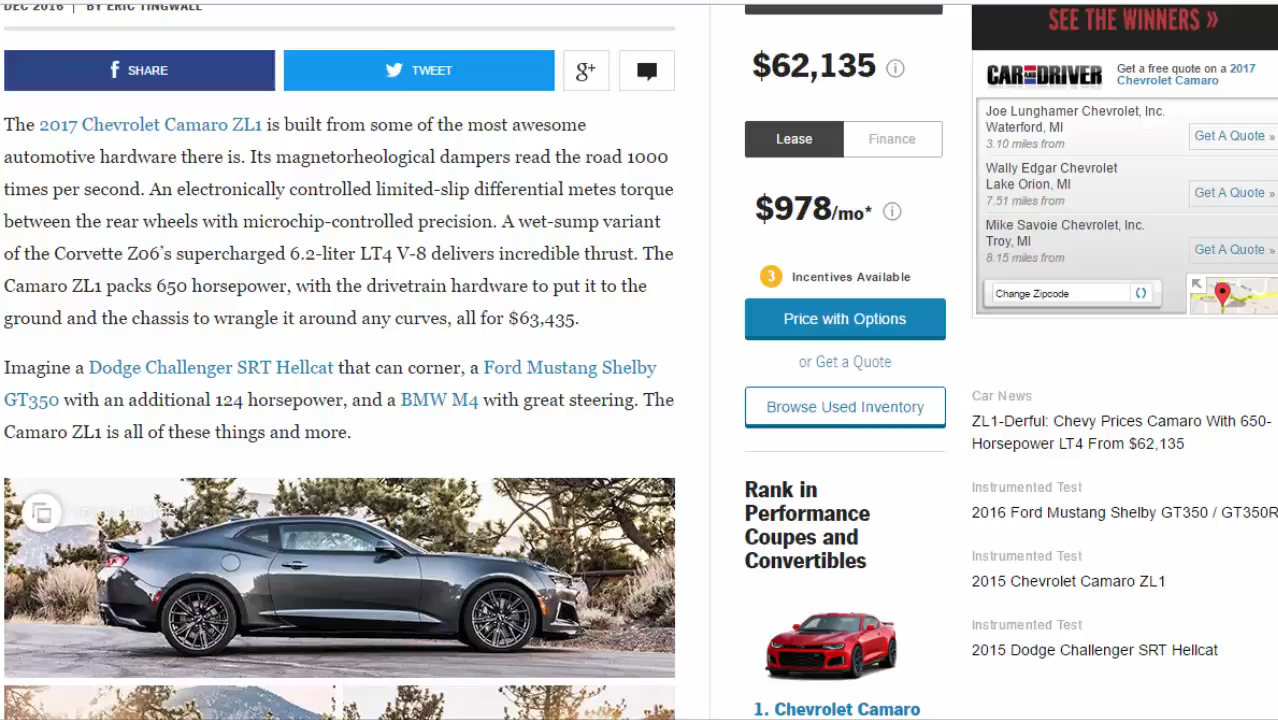 DEC 2016 | BY ERIC TINGWALL
SHARE
TWEET
g+
The 2017 Chevrolet Camaro ZL1 is built from some of the most awesome
automotive hardware there is. Its magnetorheological dampers read the road 1000
times per second. An electronically controlled limited-slip differential metes torque
between the rear wheels with microchip-controlled precision. A wet-sump variant
of the Corvette Z06's supercharged 6.2-liter LT4 V-8 delivers incredible thrust. The
Camaro ZL1 packs 650 horsepower, with the drivetrain hardware to put it to the
ground and the chassis to wrangle it around any curves, all for $63,435.
Imagine a Dodge Challenger SRT Hellcat that can corner, a Ford Mustang Shelby
GT350 with an additional 124 horsepower, and a BMW M4 with great steering. The
Camaro ZL1 is all of these things and more.
$62,135
Lease
Finance
$978/mo*
3 Incentives Available
Price with Options
or Get a Quote
Browse Used Inventory
Rank in
Performance
Coupes and
Convertibles
1. Chevrolet Camaro
SEE THE WINNERS »
CAR AND DRIVER
Get a free quote on a 2017
Chevrolet Camaro
Joe Lunghamer Chevrolet, Inc.
Waterford, MI
3.10 miles from
Get A Quote »
Wally Edgar Chevrolet
Lake Orion, MI
7.51 miles from
Get A Quote »
Mike Savoie Chevrolet, Inc.
Troy, MI
8.15 miles from
Get A Quote »
Change Zipcode
Car News
ZL1-Derful: Chevy Prices Camaro With 650-
Horsepower LT4 From $62,135
Instrumented Test
2016 Ford Mustang Shelby GT350 / GT350R
Instrumented Test
2015 Chevrolet Camaro ZL1
Instrumented Test
2015 Dodge Challenger SRT Hellcat